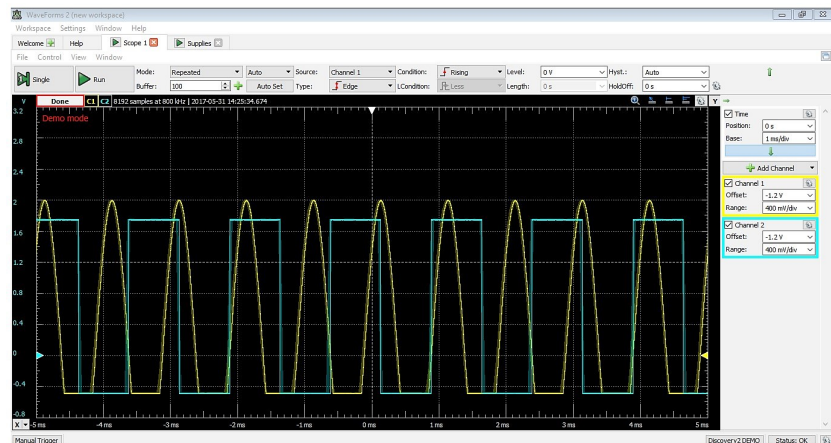 WaveForms 2 (new workspace)
Workspace Settings Window Help
Welcome Help Scope 1 Supplies
File Control View Window
Single Run Mode: Repeated Auto Source: Channel 1 Condition: Rising Level: 0 V Hyst.: Auto
Buffer: 100 Auto Set Type: Edge LCondition: Less Length: 0 s HoldOff: 0 s
V Done C1 C2 8192 samples at 800 kHz | 2017-05-31 14:25:34.674 Y
Demo mode
3.2
2.8
2.4
2
1.6
1.2
0.8
0.4
0
-0.4
-0.8
X -5 ms -4 ms -3 ms -2 ms -1 ms 0 ms 1 ms 2 ms 3 ms 4 ms 5 ms
Time
Position: 0 s
Base: 1 ms/div
Add Channel
Channel 1
Offset: -1.2 V
Range: 400 mV/div
Channel 2
Offset: -1.2 V
Range: 400 mV/div
Manual Trigger Discovery2 DEMO Status: OK